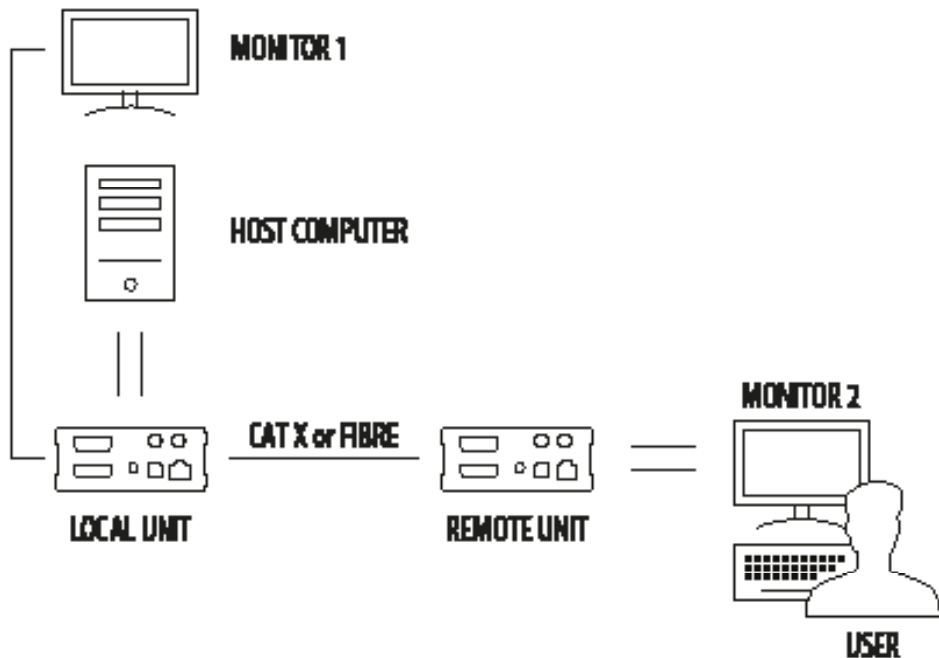 MONITOR 1
HOST COMPUTER
MONITOR 2
CAT X or FIBRE
LOCAL UNIT
REMOTE UNIT
USER